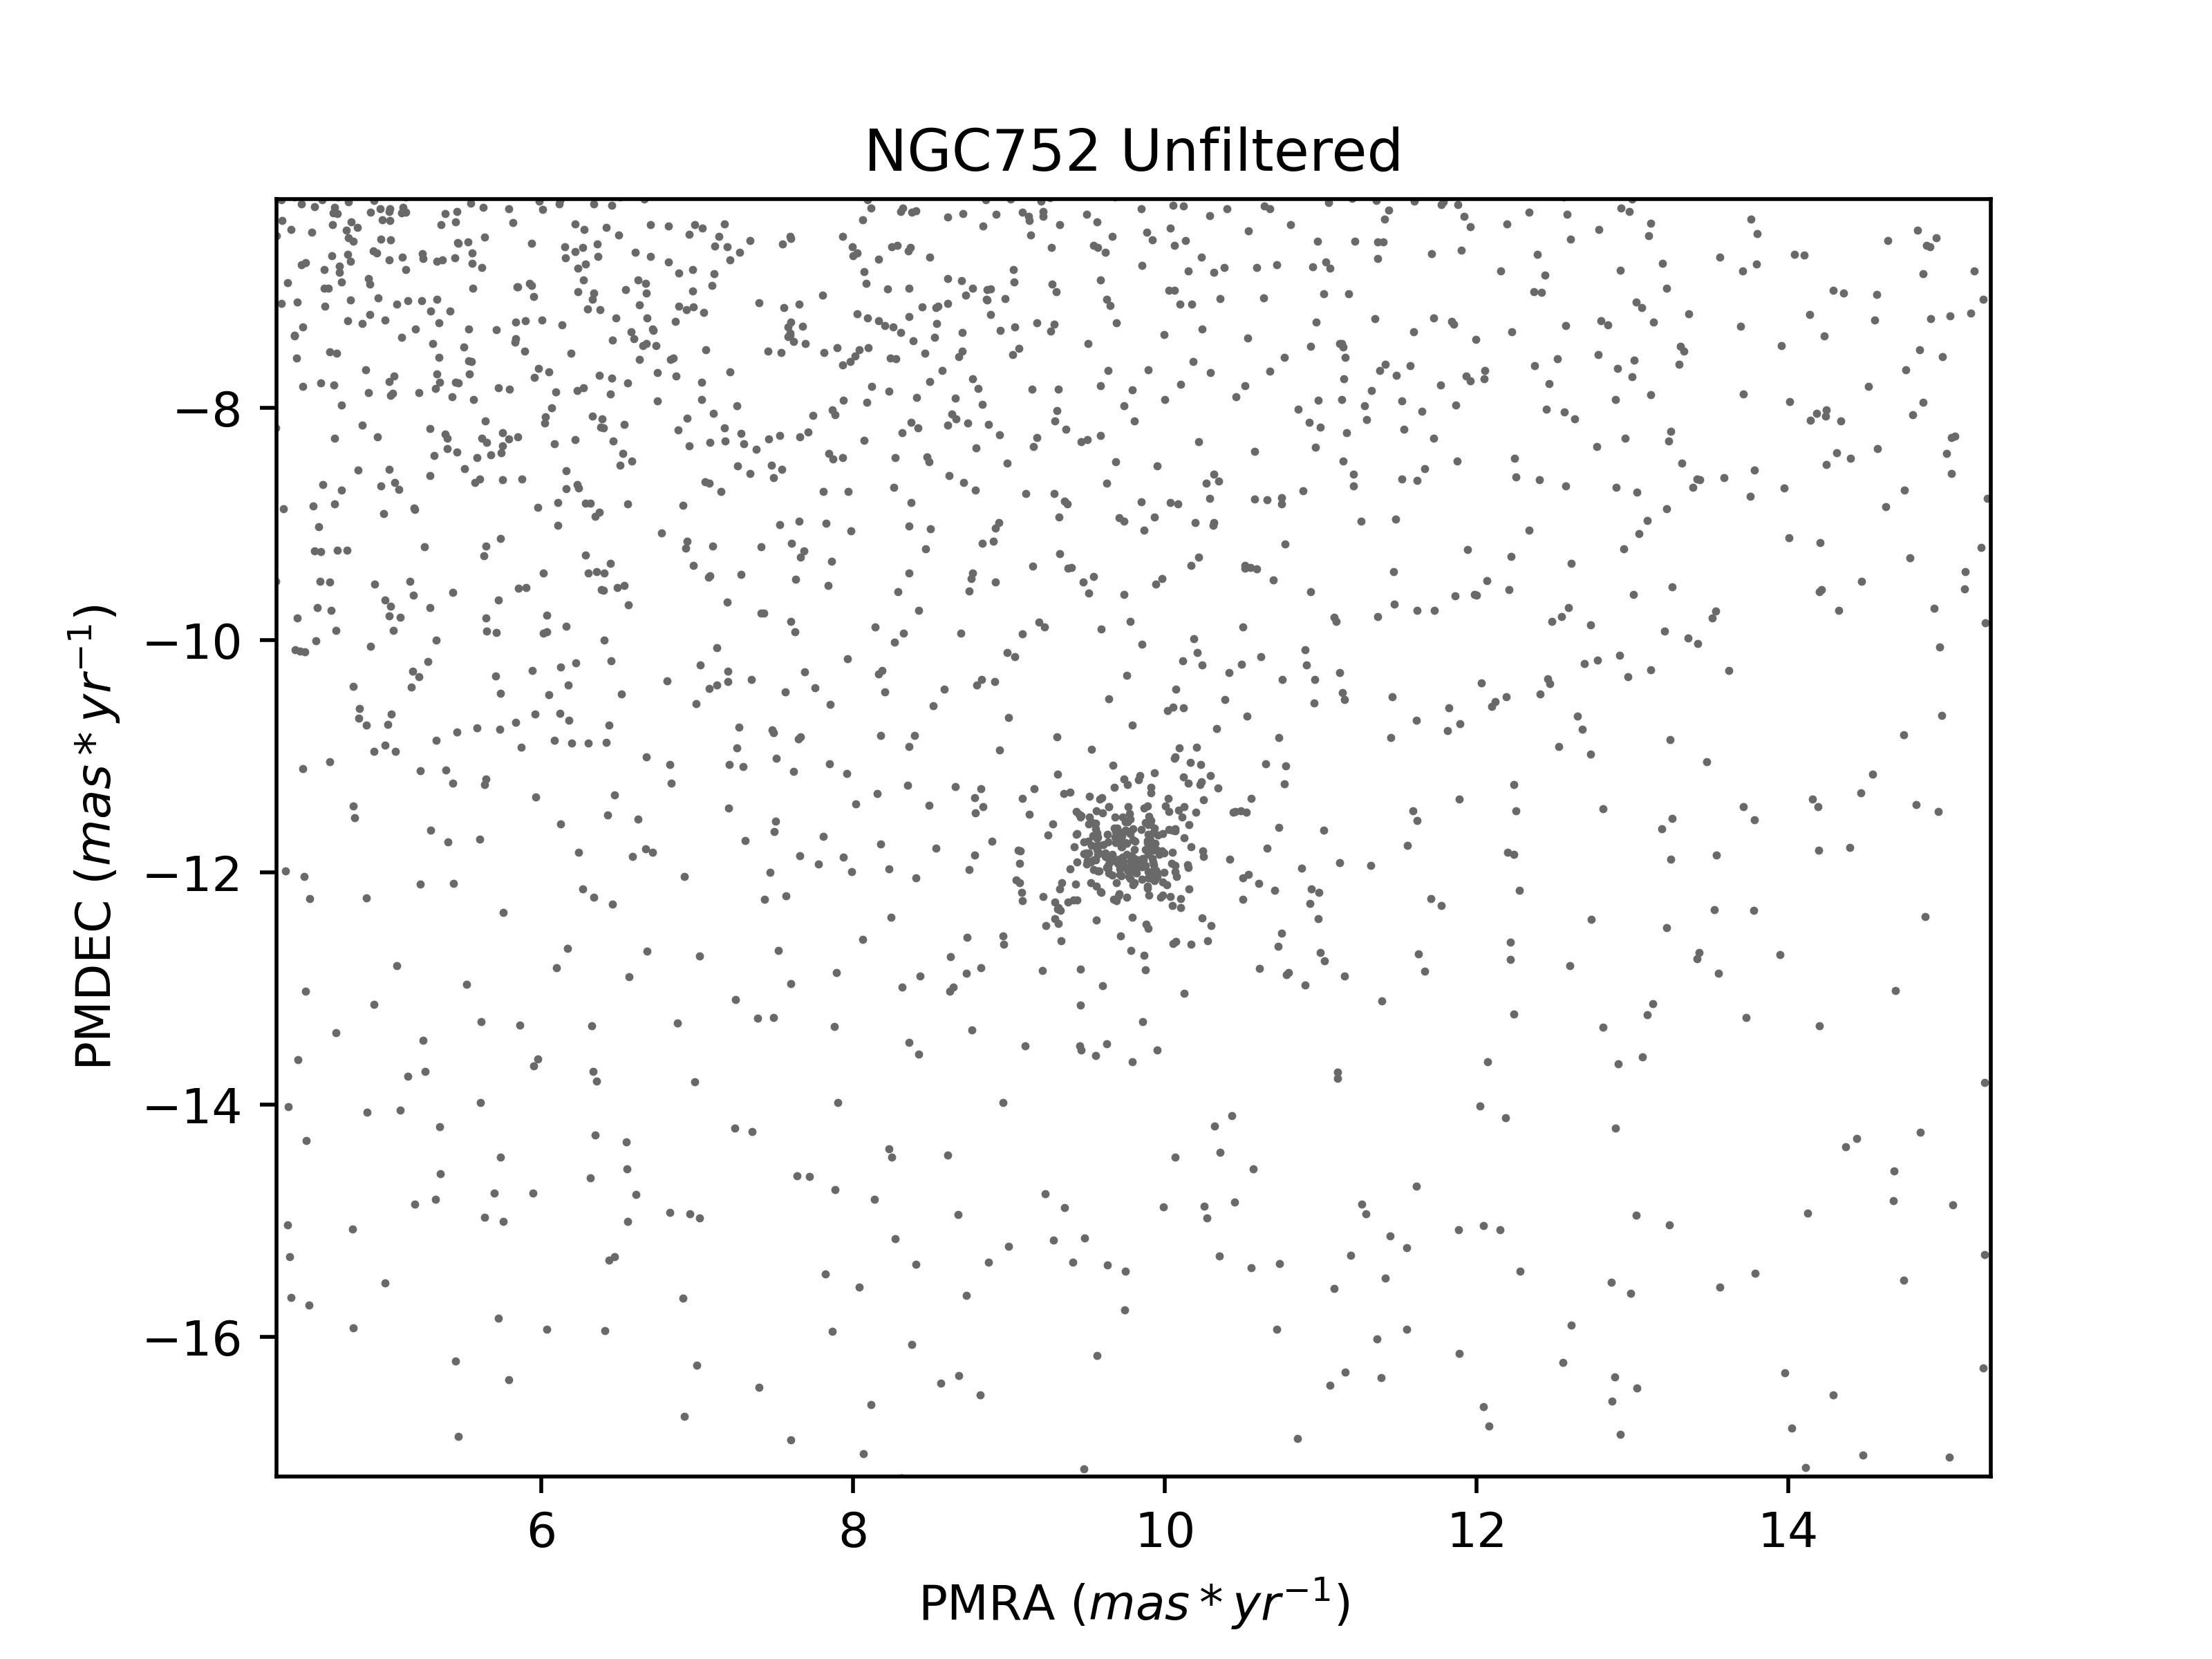 NGC752 Unfiltered
PMDEC (mas * yr⁻¹)
−8
−10
−12
−14
−16
6 8 10 12 14
PMRA (mas * yr⁻¹)